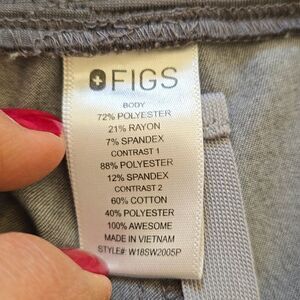 FIGS
BODY
72% POLYESTER
21% RAYON
7% SPANDEX
CONTRAST 1
88% POLYESTER
12% SPANDEX
CONTRAST 2
60% COTTON
40% POLYESTER
100% AWESOME
MADE IN VIETNAM
STYLE#: W18SW2005P